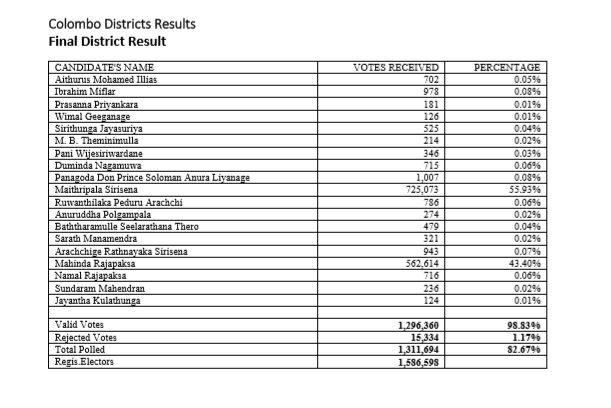 Colombo Districts Results
Final District Result
CANDIDATE'S NAME VOTES RECEIVED PERCENTAGE
Aithurus Mohamed Illias 702 0.05%
Ibrahim Miflar 978 0.08%
Prasanna Priyankara 181 0.01%
Wimal Geeganage 126 0.01%
Sirithunga Jayasuriya 525 0.04%
M. B. Theminimulla 214 0.02%
Pani Wijesiriwardane 346 0.03%
Duminda Nagamuwa 715 0.06%
Panagoda Don Prince Soloman Anura Liyanage 1,007 0.08%
Maithripala Sirisena 725,073 55.93%
Ruwanthilaka Peduru Arachchi 786 0.06%
Anuruddha Polgampala 274 0.02%
Baththaramulle Seelarathana Thero 479 0.04%
Sarath Manamendra 321 0.02%
Arachchige Rathnayaka Sirisena 943 0.07%
Mahinda Rajapaksa 562,614 43.40%
Namal Rajapaksa 716 0.06%
Sundaram Mahendran 236 0.02%
Jayantha Kulathunga 124 0.01%
Valid Votes 1,296,360 98.83%
Rejected Votes 15,334 1.17%
Total Polled 1,311,694 82.67%
Regis.Electors 1,586,598